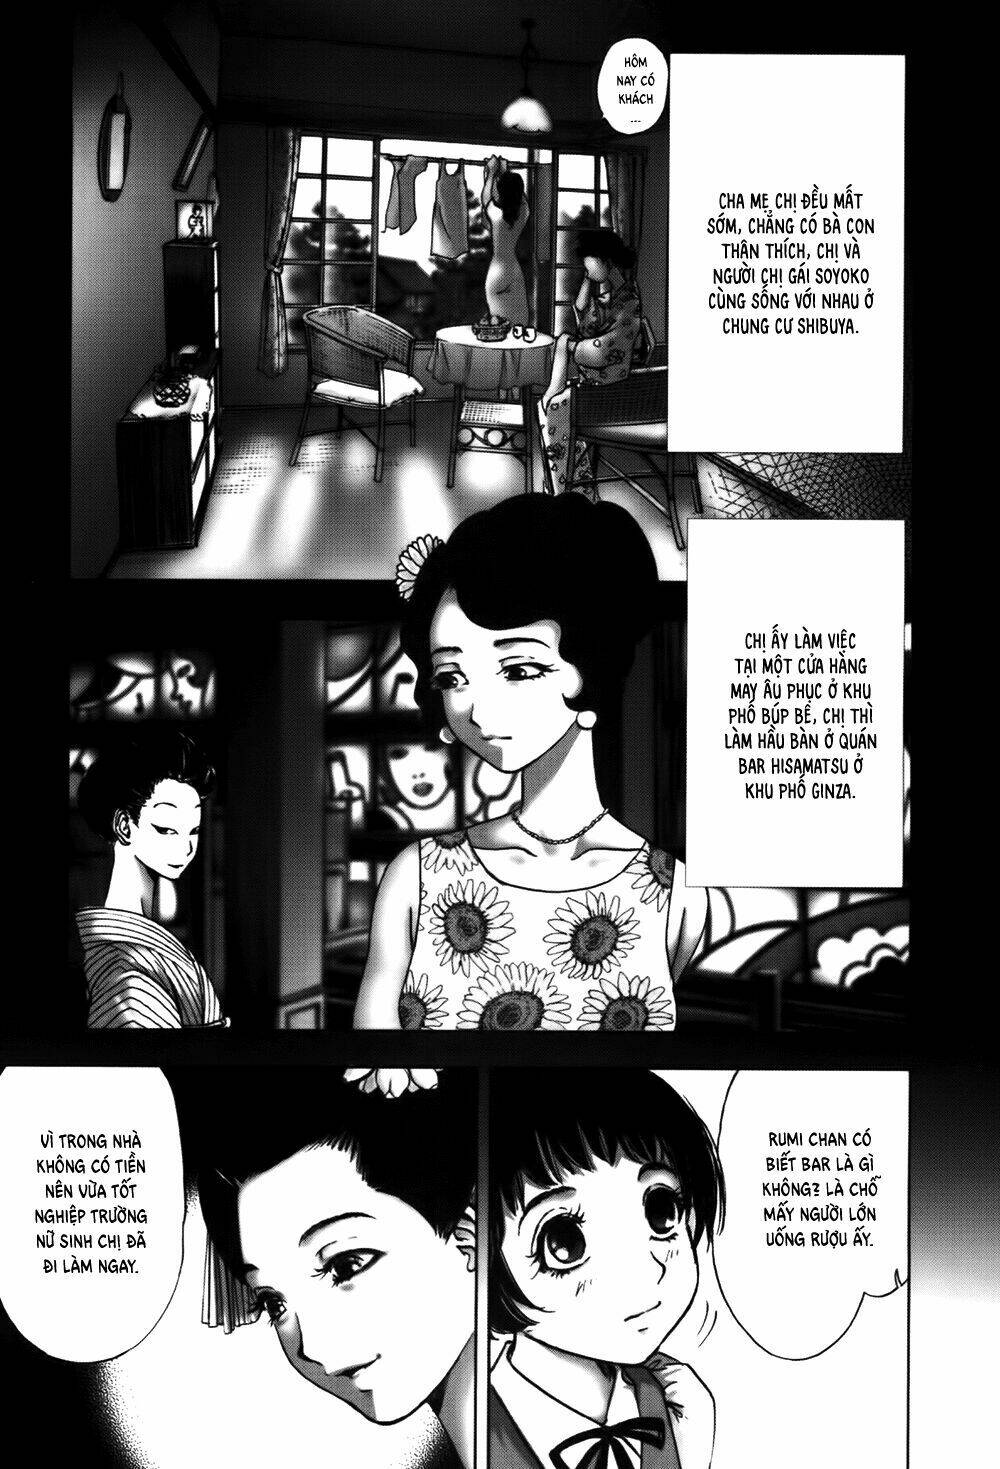 HÔM
NAY CÓ
KHÁCH
...
CHA MẸ CHỊ ĐỀU MẤT
SỚM, CHẲNG CÓ BÀ CON
THÂN THÍCH, CHỊ VÀ
NGƯỜI CHỊ GÁI SOYOKO
CÙNG SỐNG VỚI NHAU Ở
CHUNG CƯ SHIBUYA.
CHỊ ẤY LÀM VIỆC
TẠI MỘT CỬA HÀNG
MAY ÂU PHỤC Ở KHU
PHỐ BÚP BÊ, CHỊ THÌ
LÀM HẦU BÀN Ở QUÁN
BAR HISAMATSU Ở
KHU PHỐ GINZA.
RUMI CHAN CÓ
BIẾT BAR LÀ GÌ
KHÔNG? LÀ CHỖ
MẤY NGƯỜI LỚN
UỐNG RƯỢU ẤY.
VÌ TRONG NHÀ
KHÔNG CÓ TIỀN
NÊN VỪA TỐT
NGHIỆP TRƯỜNG
NỮ SINH CHỊ ĐÃ
ĐI LÀM NGAY.